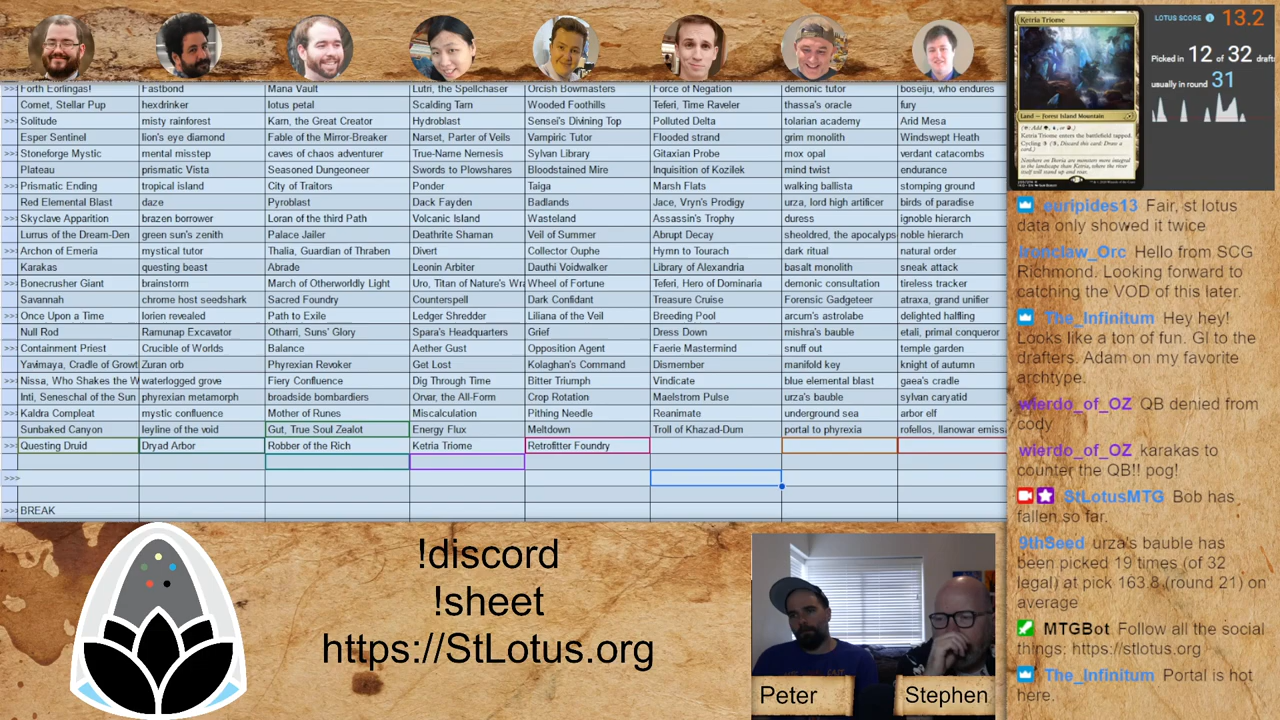 >>> Forth Eorlingas! Fastbond Mana Vault Lutri, the Spellchaser Orcish Bowmasters Force of Negation demonic tutor boseiju, who endures
Comet, Stellar Pup hexdrinker lotus petal Scalding Tarn Wooded Foothills Teferi, Time Raveler thassa's oracle fury
>>> Solitude misty rainforest Karn, the Great Creator Hydroblast Sensei's Divining Top Polluted Delta tolarian academy Arid Mesa
Esper Sentinel lion's eye diamond Fable of the Mirror-Breaker Narset, Parter of Veils Vampiric Tutor Flooded strand grim monolith Windswept Heath
>>> Stoneforge Mystic mental misstep caves of chaos adventurer True-Name Nemesis Sylvan Library Gitaxian Probe mox opal verdant catacombs
Plateau prismatic Vista Seasoned Dungeoneer Swords to Plowshares Bloodstained Mire Inquisition of Kozilek mind twist endurance
>>> Prismatic Ending tropical island City of Traitors Ponder Taiga Marsh Flats walking ballista stomping ground
Red Elemental Blast daze Pyroblast Dack Fayden Badlands Jace, Vryn's Prodigy urza, lord high artificer birds of paradise
>>> Skyclave Apparition brazen borrower Loran of the third Path Volcanic Island Wasteland Assassin's Trophy duress ignoble hierarch
Lurrus of the Dream-Den green sun's zenith Palace Jailer Deathrite Shaman Veil of Summer Abrupt Decay sheoldred, the apocalyps noble hierarch
>>> Archon of Emeria mystical tutor Thalia, Guardian of Thraben Divert Collector Ouphe Hymn to Tourach dark ritual natural order
Karakas questing beast Abrade Leonin Arbiter Dauthi Voidwalker Library of Alexandria basalt monolith sneak attack
>>> Bonecrusher Giant brainstorm March of Otherworldly Light Uro, Titan of Nature's Wra Wheel of Fortune Teferi, Hero of Dominaria demonic consultation tireless tracker
Savannah chrome host seedshark Sacred Foundry Counterspell Dark Confidant Treasure Cruise Forensic Gadgeteer atraxa, grand unifier
>>> Once Upon a Time lorien revealed Path to Exile Ledger Shredder Liliana of the Veil Breeding Pool arcum's astrolabe delighted halfling
Null Rod Ramunap Excavator Otharri, Suns' Glory Spara's Headquarters Grief Dress Down mishra's bauble etali, primal conqueror
>>> Containment Priest Crucible of Worlds Balance Aether Gust Opposition Agent Faerie Mastermind snuff out temple garden
Yavimaya, Cradle of Growt Zuran orb Phyrexian Revoker Get Lost Kolaghan's Command Dismember manifold key knight of autumn
>>> Nissa, Who Shakes the W waterlogged grove Fiery Confluence Dig Through Time Bitter Triumph Vindicate blue elemental blast gaea's cradle
Inti, Seneschal of the Sun phyrexian metamorph broadside bombardiers Orvar, the All-Form Crop Rotation Maelstrom Pulse urza's bauble sylvan caryatid
>>> Kaldra Compleat mystic confluence Mother of Runes Miscalculation Pithing Needle Reanimate underground sea arbor elf
Sunbaked Canyon leyline of the void Gut, True Soul Zealot Energy Flux Meltdown Troll of Khazad-Dum portal to phyrexia rofellos, llanowar emissa
>>> Questing Druid Dryad Arbor Robber of the Rich Ketria Triome Retrofitter Foundry
>>>
BREAK
!discord
!sheet
https://StLotus.org
Peter
Stephen
Ketria Triome
Land — Forest Island Mountain
Ketria Triome enters the battlefield tapped.
LOTUS SCORE 13.2
Picked in 12 of 32 draft
usually in round 31
euripides13 Fair, st lotus
data only showed it twice
Ironclaw_Orc Hello from SCG
Richmond. Looking forward to
catching the VOD of this later.
The_Infinitum Hey hey!
Looks like a ton of fun. Gl to the
drafters. Adam on my favorite
archtype.
wierdo_of_OZ QB denied from
cody
wierdo_of_OZ karakas to
counter the QB!! pog!
StLotusMTG Bob has
fallen so far.
9thSeed urza's bauble has
been picked 19 times (of 32
legal) at pick 163.8 (round 21) on
average
MTGBot Follow all the social
things; https://stlotus.org
The_Infinitum Portal is hot
here.